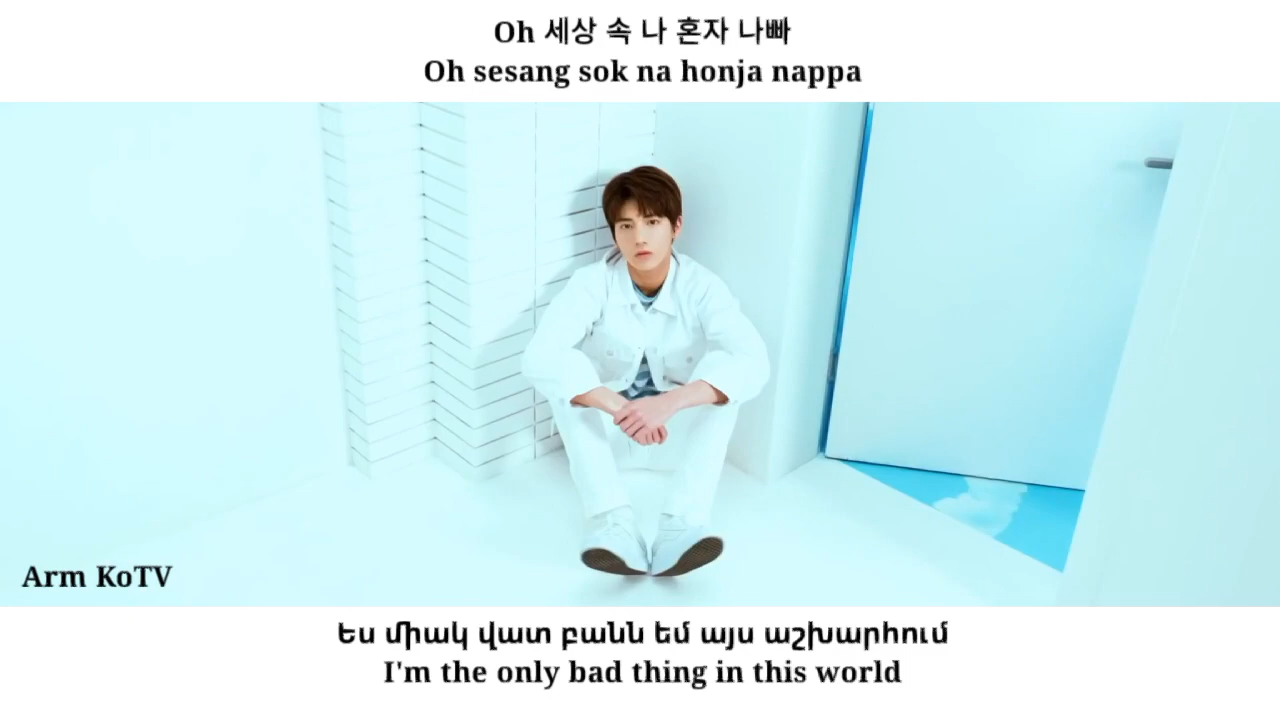 Oh 세상 속 나 혼자 나빠
Oh sesang sok na honja nappa
Arm KoTV
Ես միակ վատ բանն եմ այս աշխարհում
I'm the only bad thing in this world